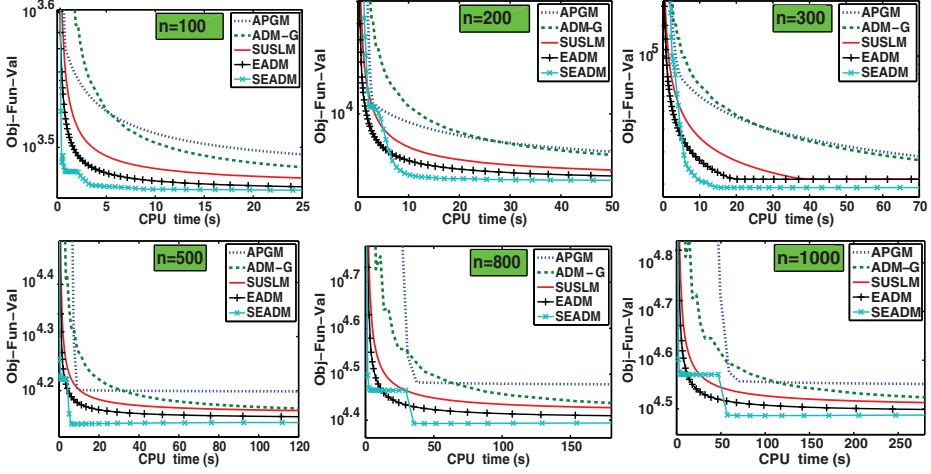 10^3.6
10^3.5
Obj-Fun-Val
n=100
APGM
ADM-G
SUSLM
EADM
SEADM
0 5 10 15 20 25
CPU time (s)
10^4
Obj-Fun-Val
n=200
APGM
ADM-G
SUSLM
EADM
SEADM
0 10 20 30 40 50
CPU time (s)
10^5
Obj-Fun-Val
n=300
APGM
ADM-G
SUSLM
EADM
SEADM
0 10 20 30 40 50 60 70
CPU time (s)
10^4.4
10^4.3
10^4.2
Obj-Fun-Val
n=500
APGM
ADM-G
SUSLM
EADM
SEADM
0 20 40 60 80 100 120
CPU time (s)
10^4.7
10^4.6
10^4.5
10^4.4
Obj-Fun-Val
n=800
APGM
ADM-G
SUSLM
EADM
SEADM
0 50 100 150
CPU time (s)
10^4.8
10^4.7
10^4.6
10^4.5
Obj-Fun-Val
n=1000
APGM
ADM-G
SUSLM
EADM
SEADM
0 50 100 150 200 250
CPU time (s)